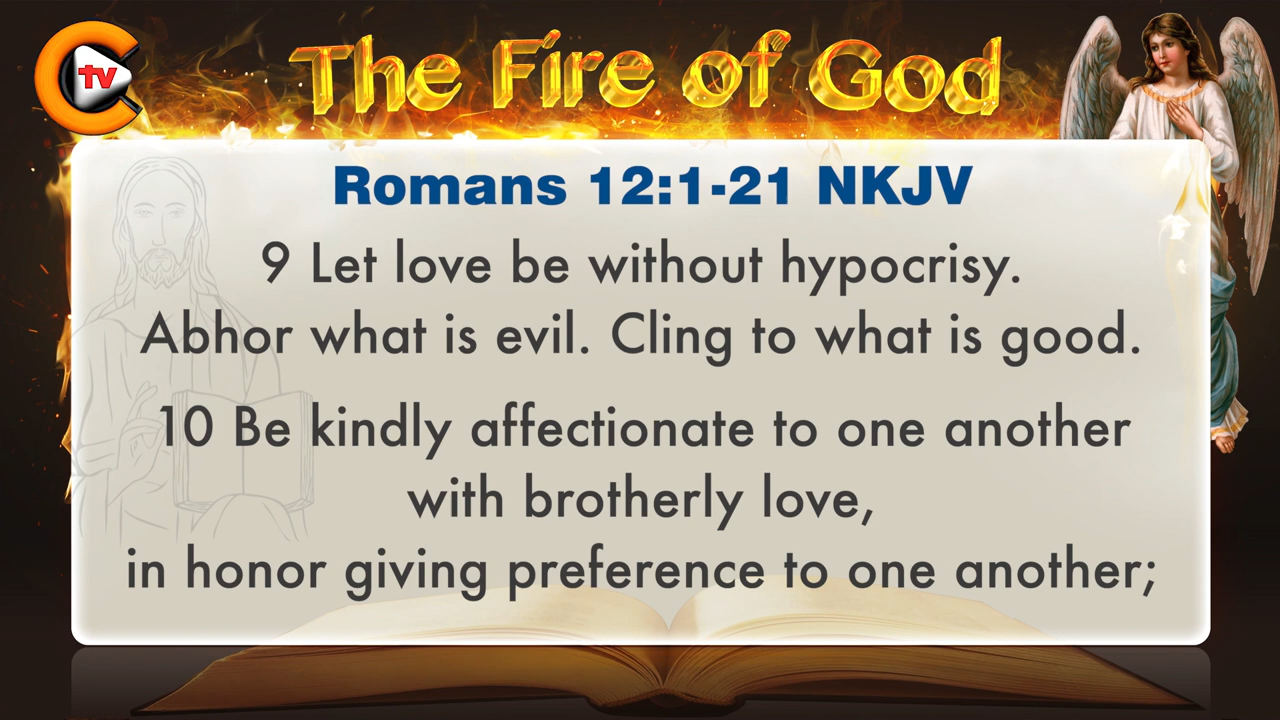 tv
The Fire of God
Romans 12:1-21 NKJV
9 Let love be without hypocrisy.
Abhor what is evil. Cling to what is good.
10 Be kindly affectionate to one another
with brotherly love,
in honor giving preference to one another;